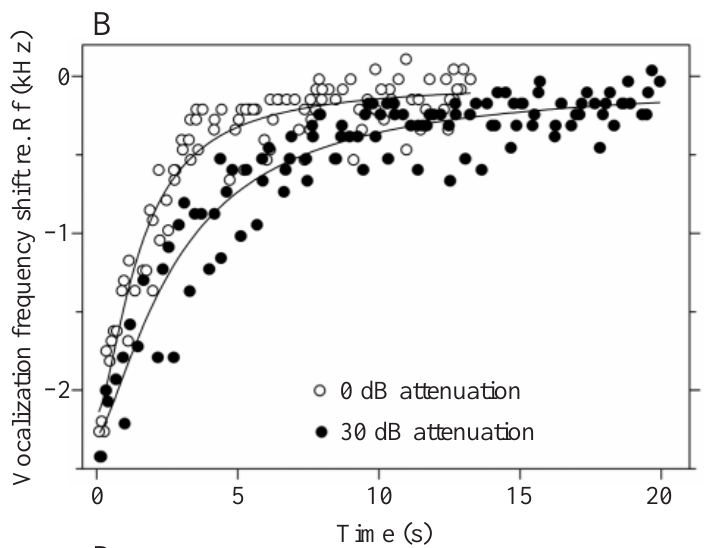 B
Vocalization frequency shift re. Rf (kHz)
0
−1
−2
0 dB attenuation
30 dB attenuation
0 5 10 15 20
Time (s)